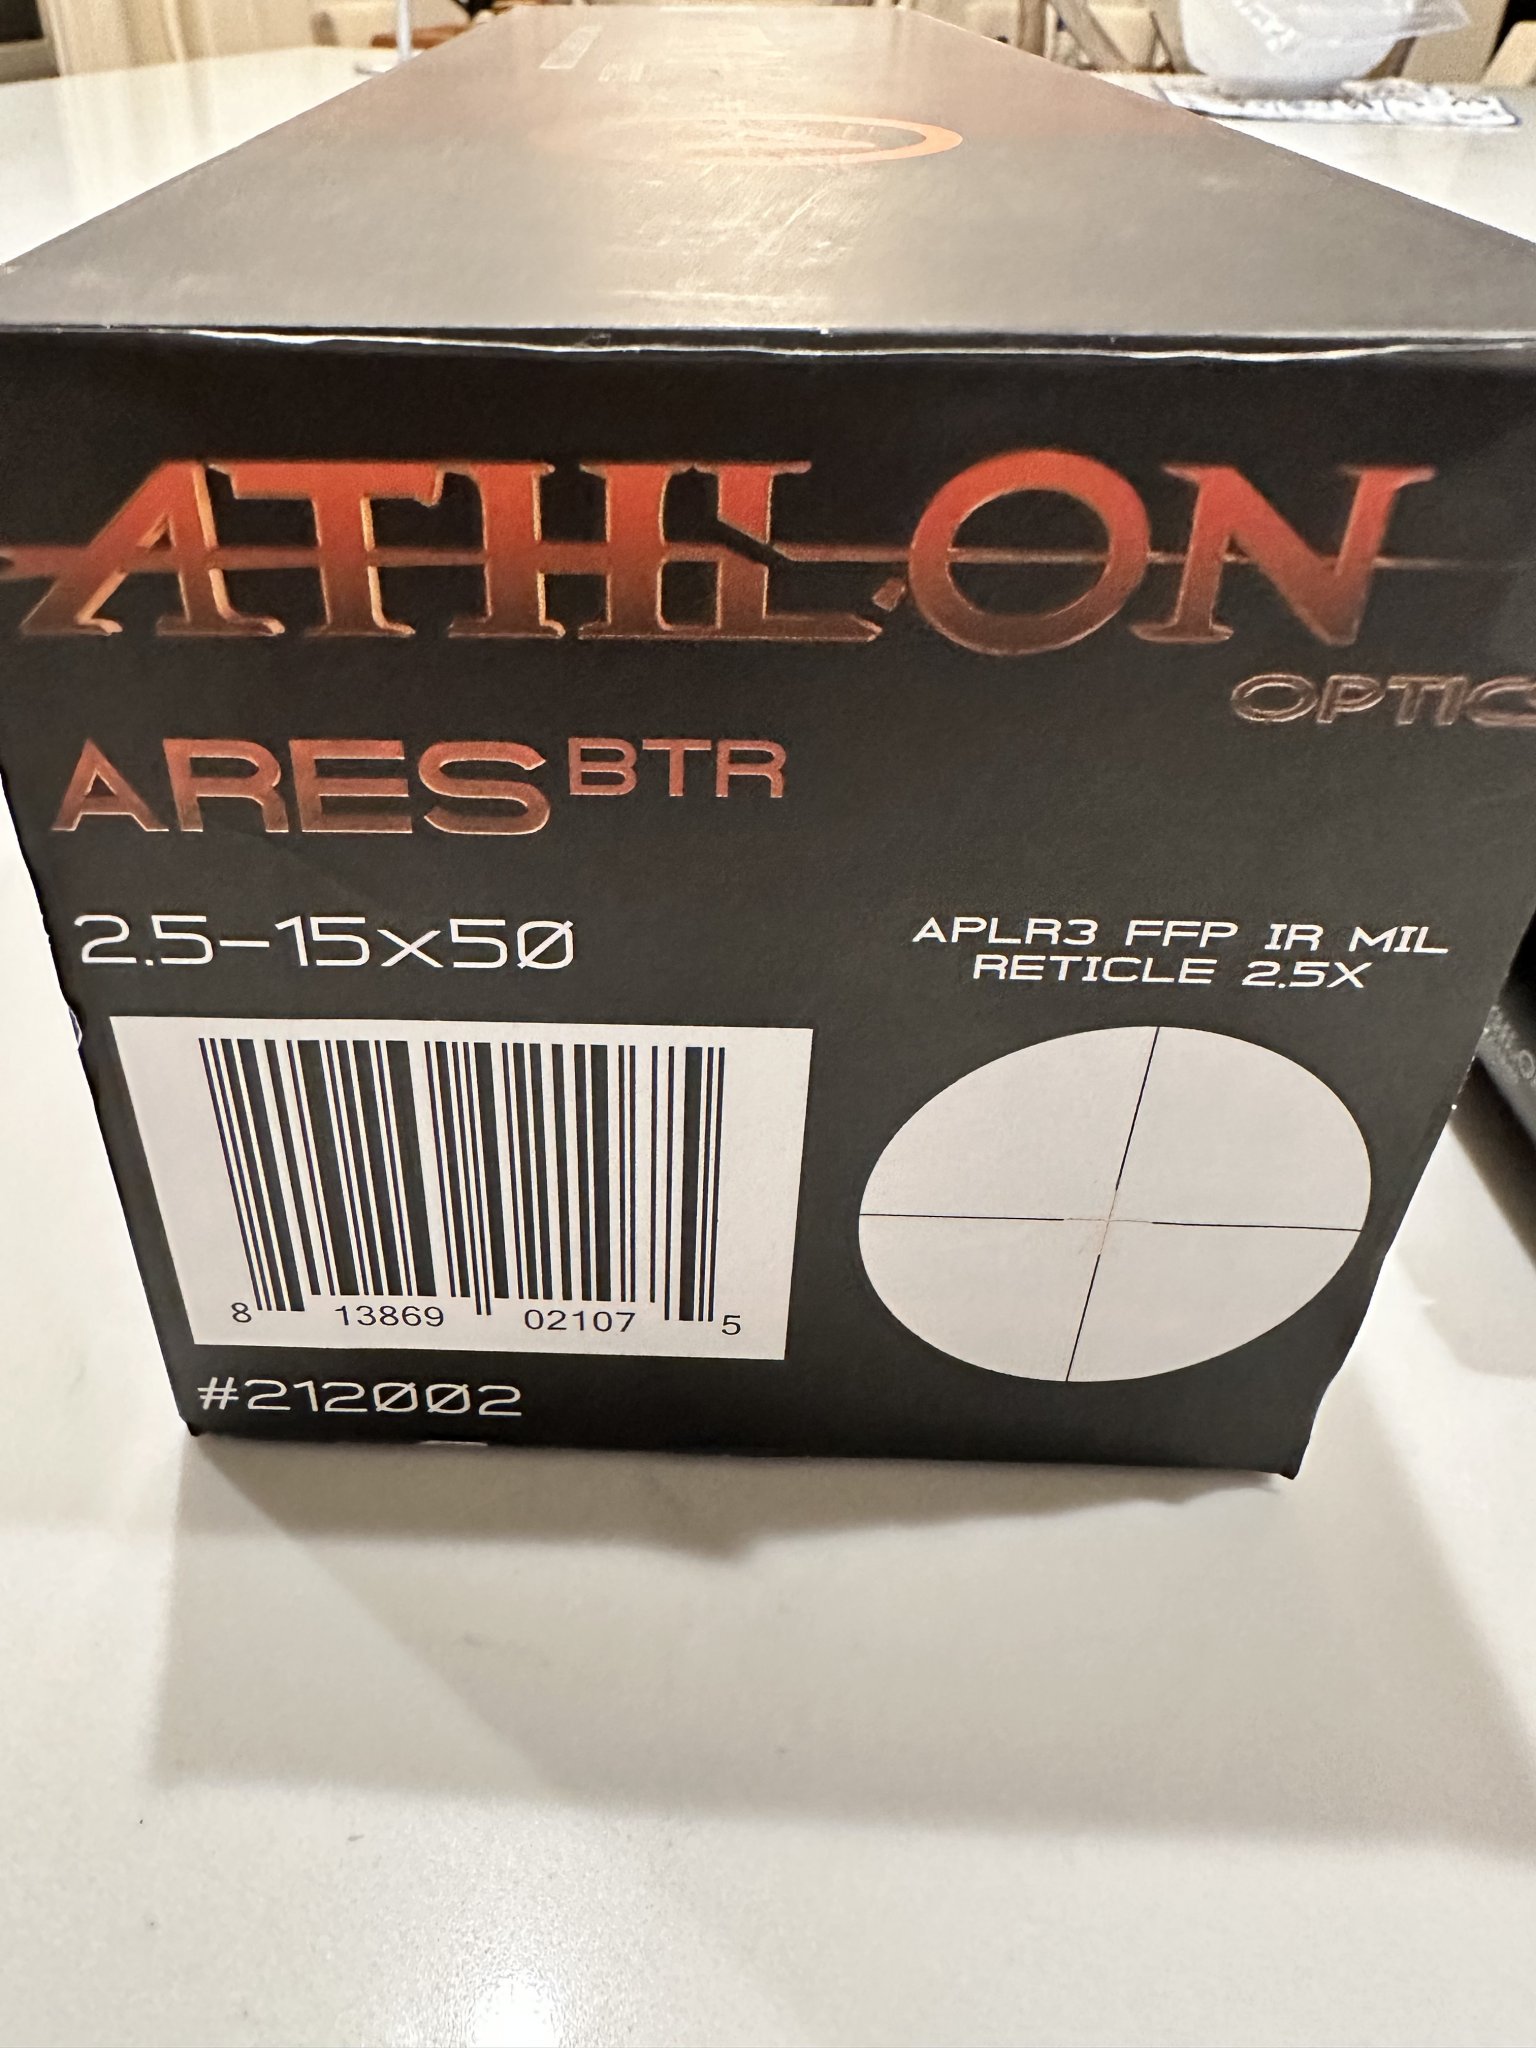 ATHLON
OPTIC
ARES BTR
2.5-15x50
APLR3 FFP IR MIL
RETICLE 2.5X
8 13869 02107 5
#212002